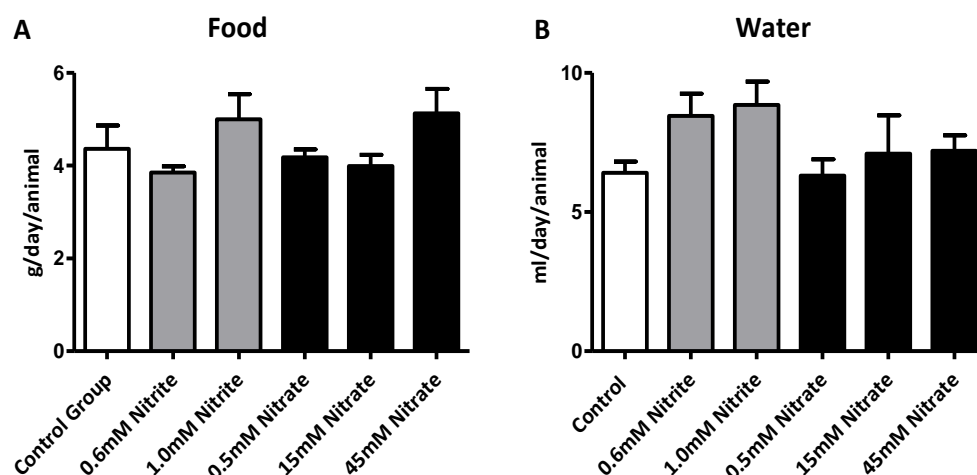 A
Food
g/day/animal
6
4
2
0
Control Group
0.6mM Nitrite
1.0mM Nitrite
0.5mM Nitrate
15mM Nitrate
45mM Nitrate
B
Water
ml/day/animal
10
5
0
Control
0.6mM Nitrite
1.0mM Nitrite
0.5mM Nitrate
15mM Nitrate
45mM Nitrate